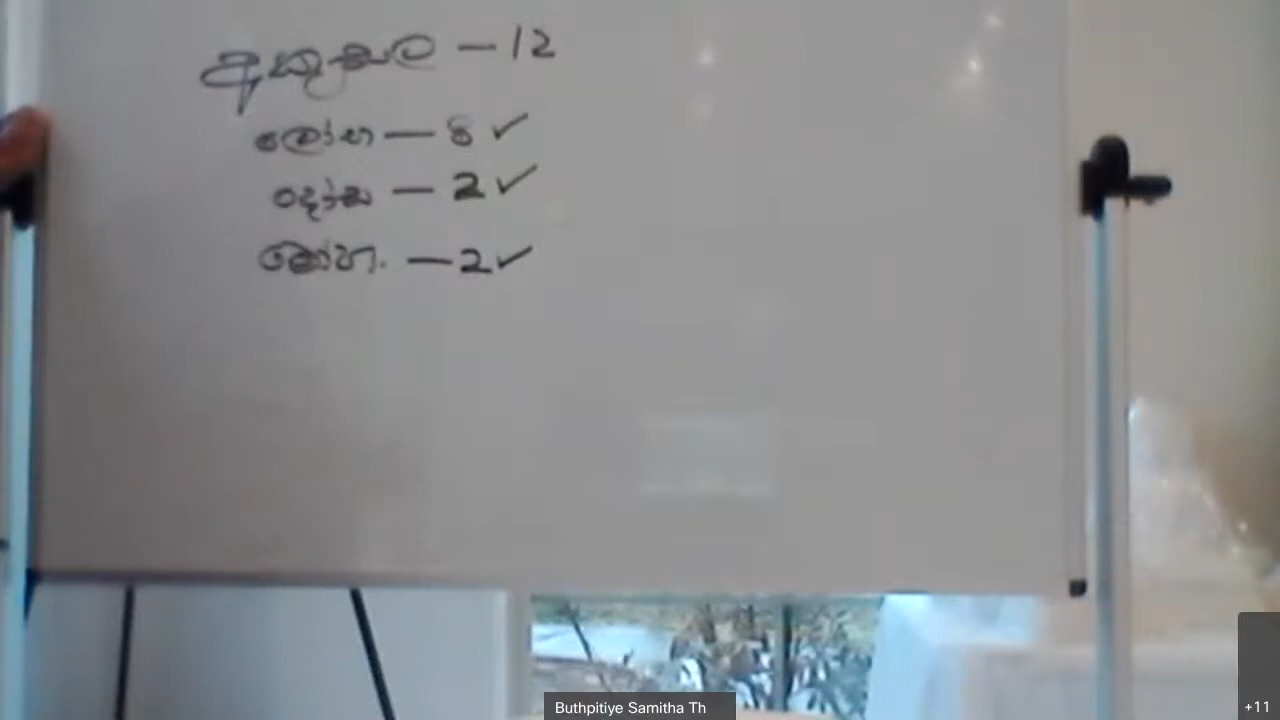 අකුසල – 12
ලෝභ – 8 ✓
දෝස – 2 ✓
මෝහ. – 2 ✓
Buthpitiye Samitha Th
+11